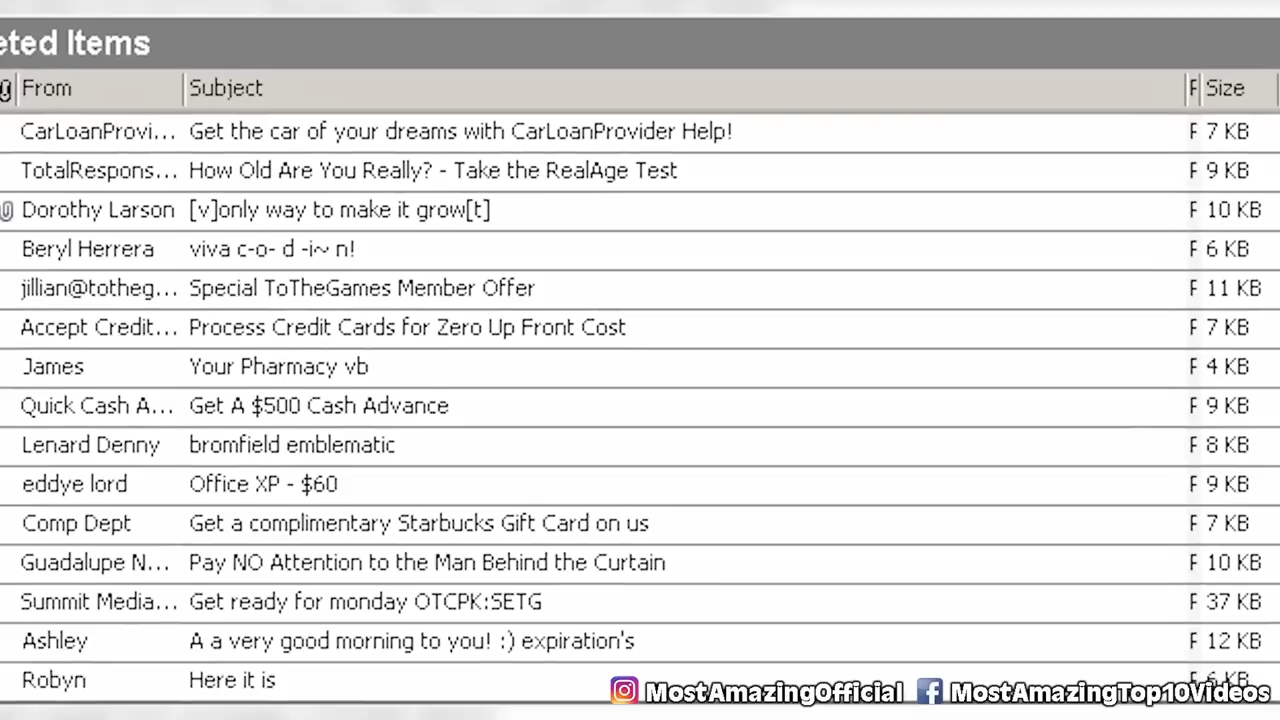 eted Items
From Subject F Size
CarLoanProvi... Get the car of your dreams with CarLoanProvider Help! F 7 KB
TotalRespons... How Old Are You Really? - Take the RealAge Test F 9 KB
Dorothy Larson [v]only way to make it grow[t] F 10 KB
Beryl Herrera viva c-o- d -i~ n! F 6 KB
jillian@totheg... Special ToTheGames Member Offer F 11 KB
Accept Credit... Process Credit Cards for Zero Up Front Cost F 7 KB
James Your Pharmacy vb F 4 KB
Quick Cash A... Get A $500 Cash Advance F 9 KB
Lenard Denny bromfield emblematic F 8 KB
eddye lord Office XP - $60 F 9 KB
Comp Dept Get a complimentary Starbucks Gift Card on us F 7 KB
Guadalupe N... Pay NO Attention to the Man Behind the Curtain F 10 KB
Summit Media... Get ready for monday OTCPK:SETG F 37 KB
Ashley A a very good morning to you! :) expiration's F 12 KB
Robyn Here it is F 6 KB
MostAmazingOfficial MostAmazingTop10Videos